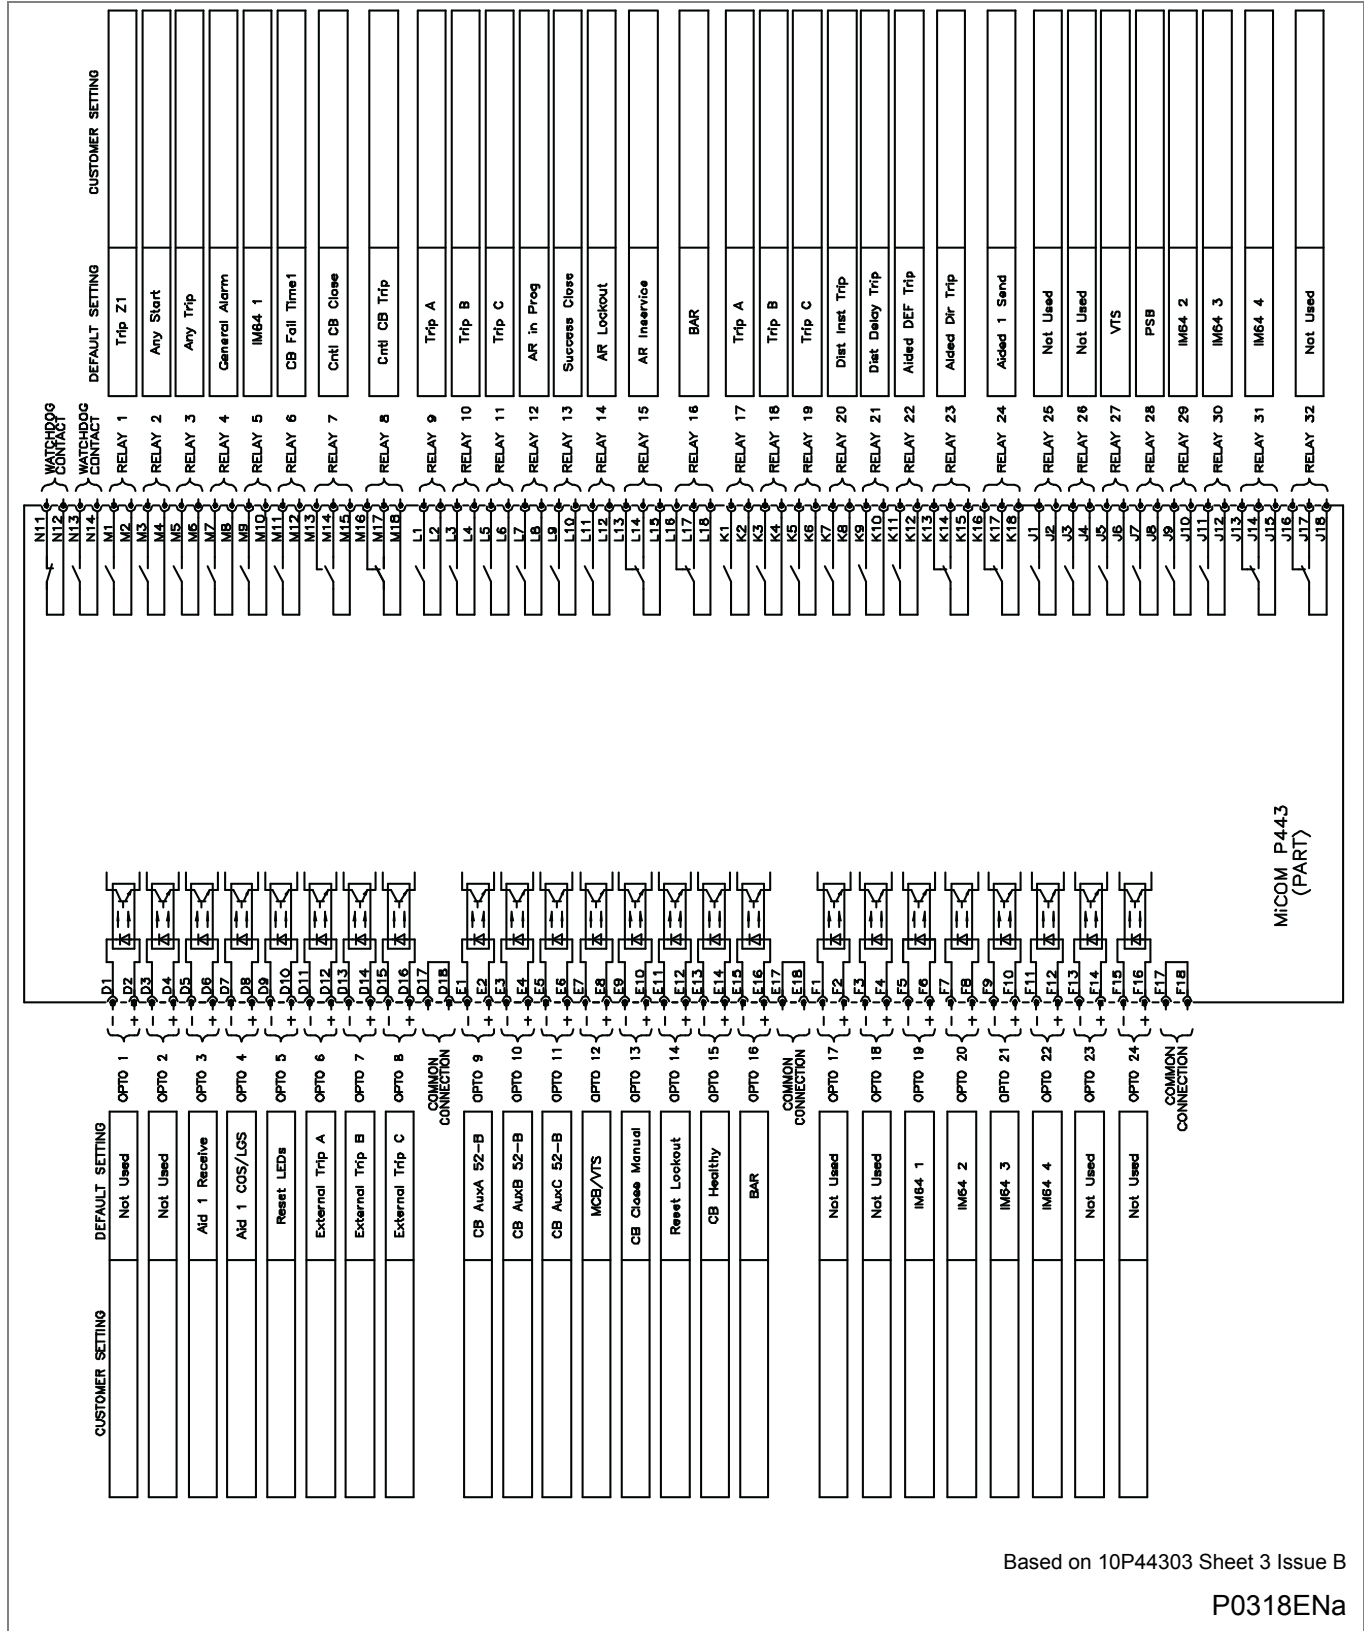 CUSTOMER SETTING
DEFAULT SETTING
WATCHDOG CONTACT
N11
N12
WATCHDOG CONTACT
N13
N14
Trip Z1
RELAY 1
M1
M2
Any Start
RELAY 2
M3
M4
Any Trip
RELAY 3
M5
M6
General Alarm
RELAY 4
M7
M8
IM64 1
RELAY 5
M9
M10
CB Fail Time1
RELAY 6
M11
M12
Cntl CB Close
RELAY 7
M13
M14
M15
Cntl CB Trip
RELAY 8
M16
M17
M18
Trip A
RELAY 9
L1
L2
Trip B
RELAY 10
L3
L4
Trip C
RELAY 11
L5
L6
AR in Prog
RELAY 12
L7
L8
Success Close
RELAY 13
L9
L10
AR Lockout
RELAY 14
L11
L12
AR Inservice
RELAY 15
L13
L14
L15
BAR
RELAY 16
L16
L17
L18
Trip A
RELAY 17
K1
K2
Trip B
RELAY 18
K3
K4
Trip C
RELAY 19
K5
K6
Dist Inst Trip
RELAY 20
K7
K8
Dist Delay Trip
RELAY 21
K9
K10
Aided DEF Trip
RELAY 22
K11
K12
Aided Dir Trip
RELAY 23
K13
K14
K15
Aided 1 Send
RELAY 24
K16
K17
K18
Not Used
RELAY 25
J1
J2
Not Used
RELAY 26
J3
J4
VTS
RELAY 27
J5
J6
PSB
RELAY 28
J7
J8
IM64 2
RELAY 29
J9
J10
IM64 3
RELAY 30
J11
J12
IM64 4
RELAY 31
J13
J14
J15
Not Used
RELAY 32
J16
J17
J18
MiCOM P443
(PART)
D1
D2
- +
OPTO 1
Not Used
D3
D4
- +
OPTO 2
Not Used
D5
D6
- +
OPTO 3
Aid 1 Receive
D7
D8
- +
OPTO 4
Aid 1 COS/LGS
D9
D10
- +
OPTO 5
Reset LEDs
D11
D12
- +
OPTO 6
External Trip A
D13
D14
- +
OPTO 7
External Trip B
D15
D16
- +
OPTO 8
External Trip C
D17
D18
COMMON CONNECTION
E1
E2
- +
OPTO 9
CB AuxA 52-B
E3
E4
- +
OPTO 10
CB AuxB 52-B
E5
E6
- +
OPTO 11
CB AuxC 52-B
E7
E8
- +
OPTO 12
MCB/VTS
E9
E10
- +
OPTO 13
CB Close Manual
E11
E12
- +
OPTO 14
Reset Lockout
E13
E14
- +
OPTO 15
CB Healthy
E15
E16
- +
OPTO 16
BAR
E17
E18
COMMON CONNECTION
F1
F2
- +
OPTO 17
Not Used
F3
F4
- +
OPTO 18
Not Used
F5
F6
- +
OPTO 19
IM64 1
F7
F8
- +
OPTO 20
IM64 2
F9
F10
- +
OPTO 21
IM64 3
F11
F12
- +
OPTO 22
IM64 4
F13
F14
- +
OPTO 23
Not Used
F15
F16
- +
OPTO 24
Not Used
F17
F18
COMMON CONNECTION
DEFAULT SETTING
CUSTOMER SETTING
Based on 10P44303 Sheet 3 Issue B
P0318ENa